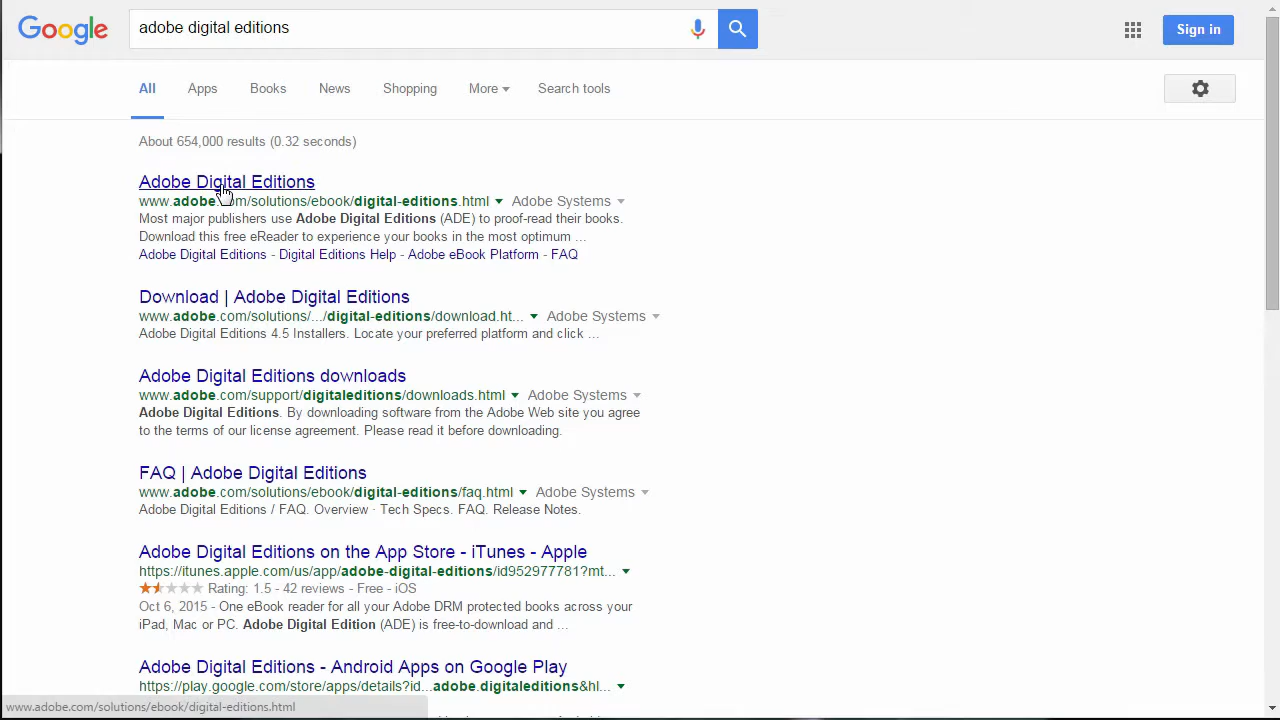 Google
adobe digital editions
Sign in
All Apps Books News Shopping More Search tools
About 654,000 results (0.32 seconds)
Adobe Digital Editions
www.adobe.com/solutions/ebook/digital-editions.html Adobe Systems
Most major publishers use Adobe Digital Editions (ADE) to proof-read their books.
Download this free eReader to experience your books in the most optimum ...
Adobe Digital Editions - Digital Editions Help - Adobe eBook Platform - FAQ
Download | Adobe Digital Editions
www.adobe.com/solutions/.../digital-editions/download.ht... Adobe Systems
Adobe Digital Editions 4.5 Installers. Locate your preferred platform and click ...
Adobe Digital Editions downloads
www.adobe.com/support/digitaleditions/downloads.html Adobe Systems
Adobe Digital Editions. By downloading software from the Adobe Web site you agree
to the terms of our license agreement. Please read it before downloading.
FAQ | Adobe Digital Editions
www.adobe.com/solutions/ebook/digital-editions/faq.html Adobe Systems
Adobe Digital Editions / FAQ. Overview · Tech Specs. FAQ. Release Notes.
Adobe Digital Editions on the App Store - iTunes - Apple
https://itunes.apple.com/us/app/adobe-digital-editions/id952977781?mt...
Rating: 1.5 - 42 reviews - Free - iOS
Oct 6, 2015 - One eBook reader for all your Adobe DRM protected books across your
iPad, Mac or PC. Adobe Digital Edition (ADE) is free-to-download and ...
Adobe Digital Editions - Android Apps on Google Play
https://play.google.com/store/apps/details?id...adobe.digitaleditions&hl...
www.adobe.com/solutions/ebook/digital-editions.html